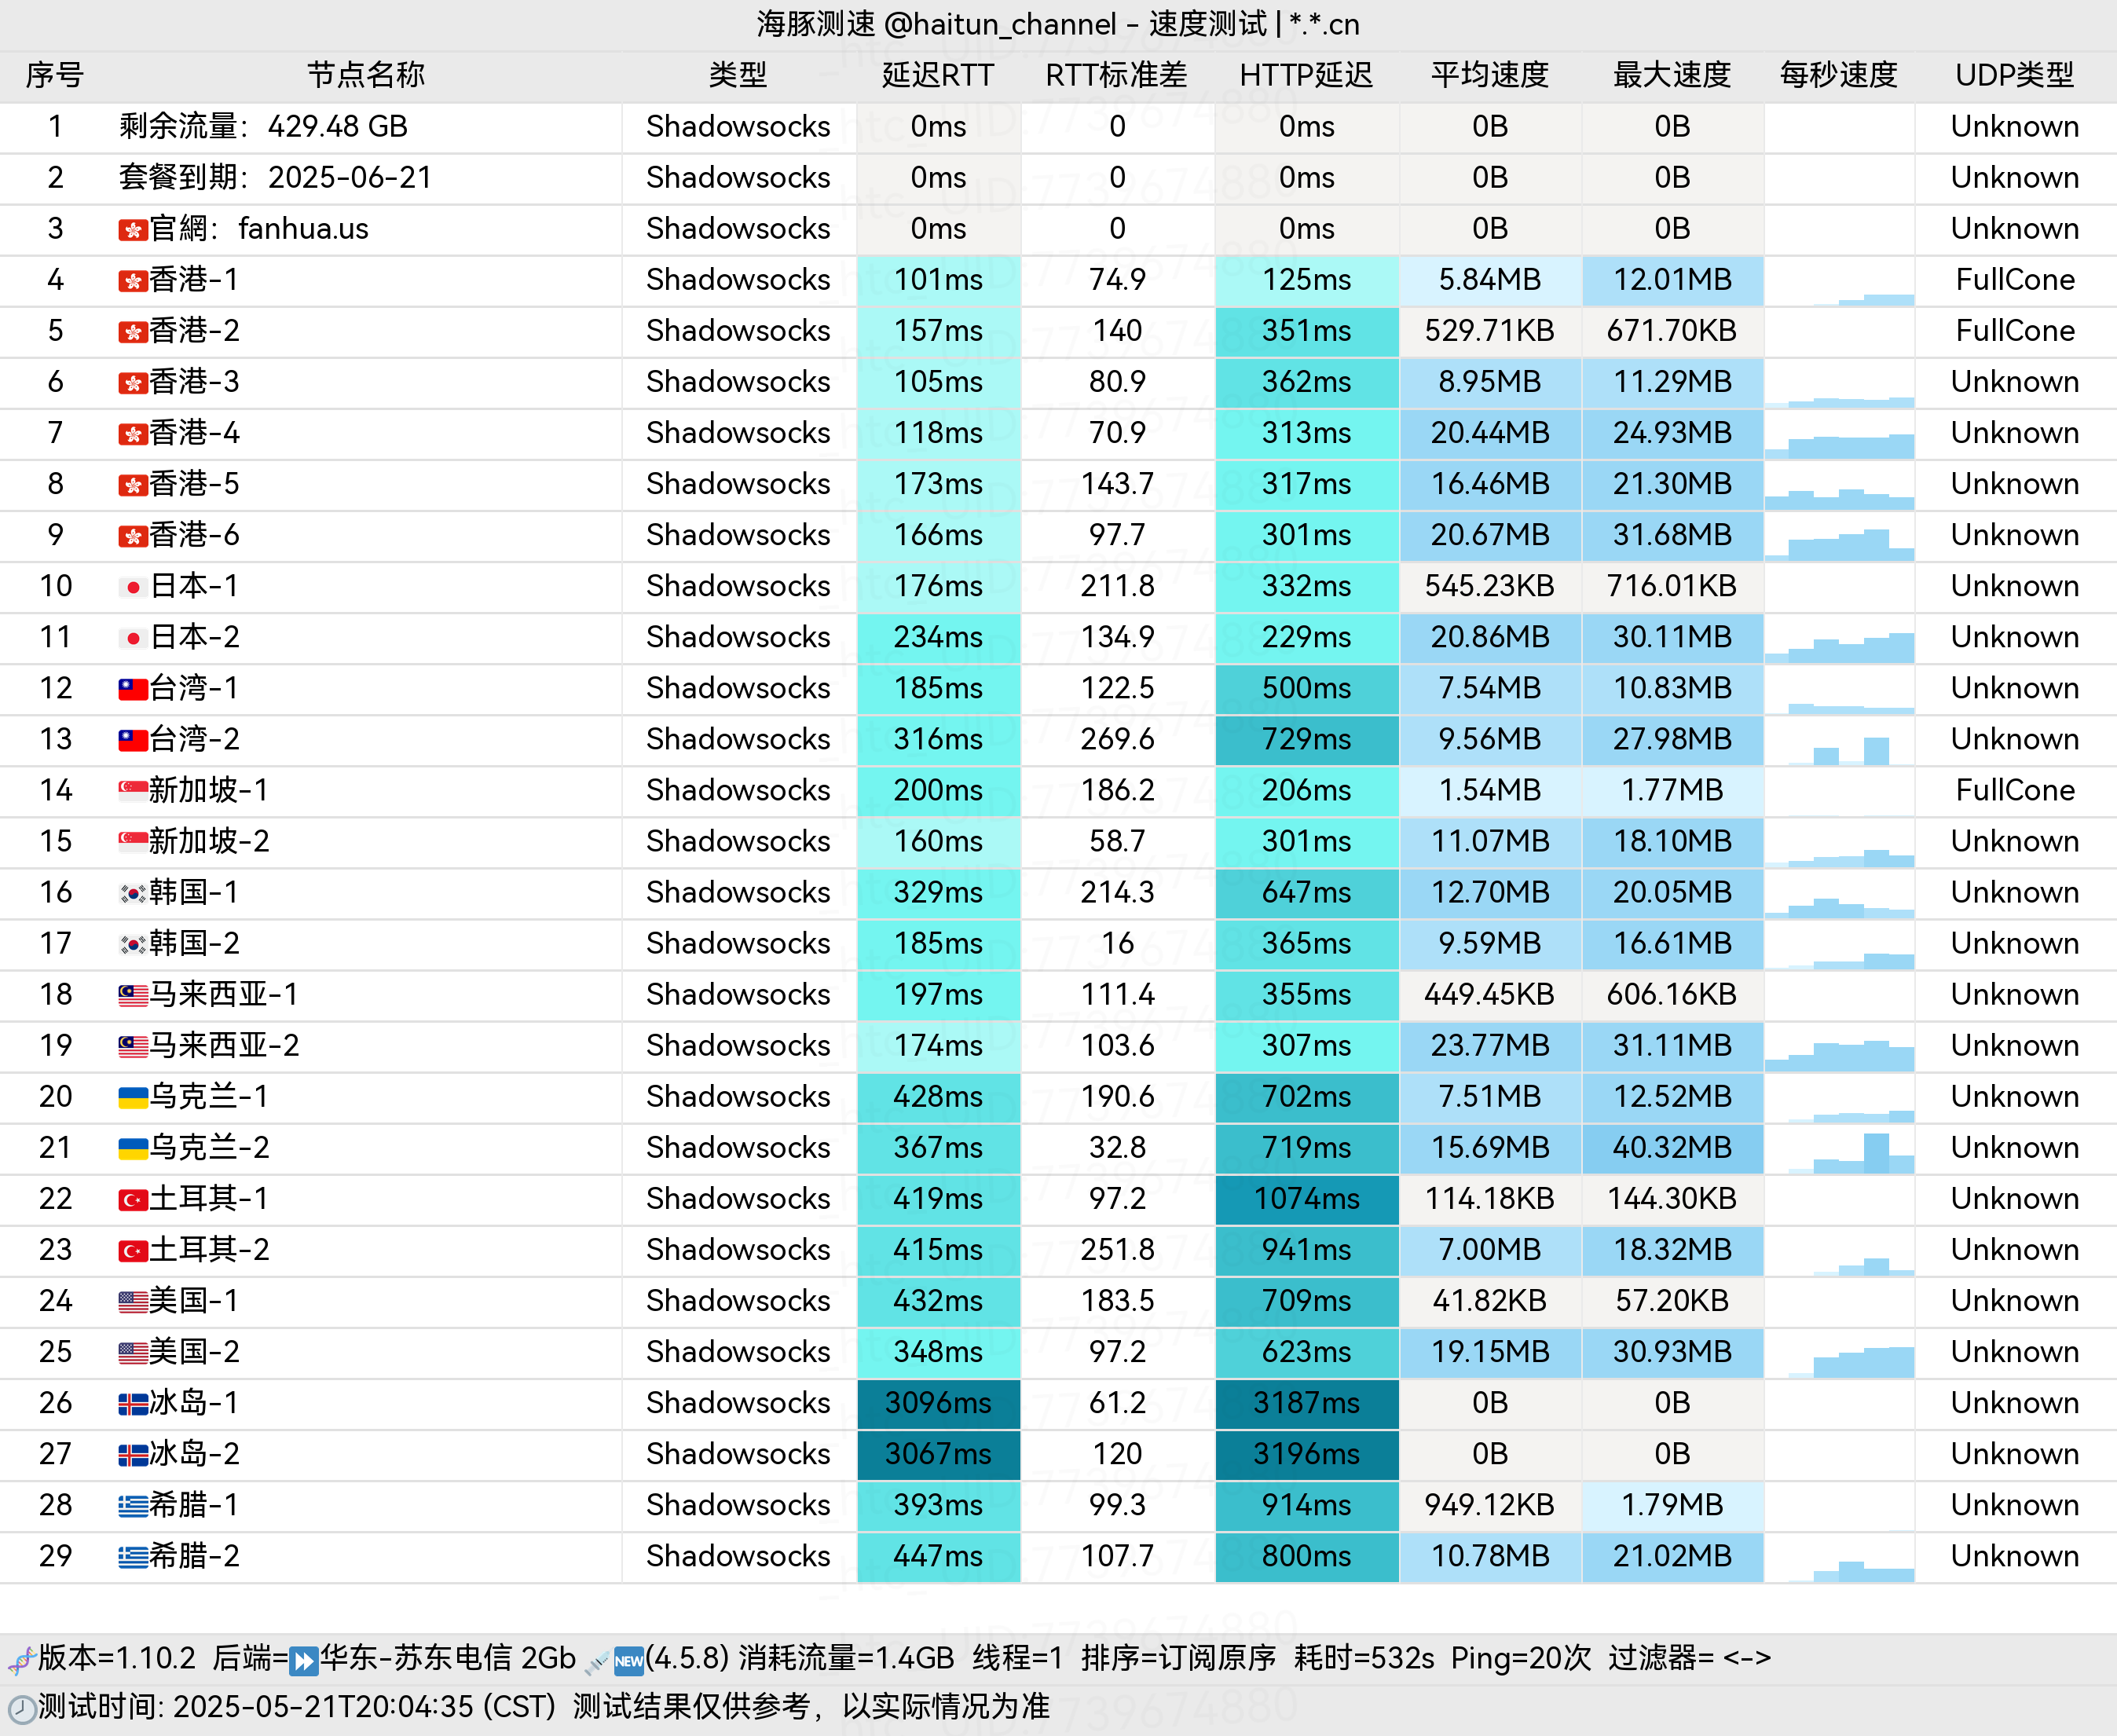 海豚测速 @haitun_channel - 速度测试 | *.*.cn
序号 节点名称 类型 延迟RTT RTT标准差 HTTP延迟 平均速度 最大速度 每秒速度 UDP类型
1 剩余流量：429.48 GB Shadowsocks 0ms 0 0ms 0B 0B Unknown
2 套餐到期：2025-06-21 Shadowsocks 0ms 0 0ms 0B 0B Unknown
3 官網：fanhua.us Shadowsocks 0ms 0 0ms 0B 0B Unknown
4 香港-1 Shadowsocks 101ms 74.9 125ms 5.84MB 12.01MB FullCone
5 香港-2 Shadowsocks 157ms 140 351ms 529.71KB 671.70KB FullCone
6 香港-3 Shadowsocks 105ms 80.9 362ms 8.95MB 11.29MB Unknown
7 香港-4 Shadowsocks 118ms 70.9 313ms 20.44MB 24.93MB Unknown
8 香港-5 Shadowsocks 173ms 143.7 317ms 16.46MB 21.30MB Unknown
9 香港-6 Shadowsocks 166ms 97.7 301ms 20.67MB 31.68MB Unknown
10 日本-1 Shadowsocks 176ms 211.8 332ms 545.23KB 716.01KB Unknown
11 日本-2 Shadowsocks 234ms 134.9 229ms 20.86MB 30.11MB Unknown
12 台湾-1 Shadowsocks 185ms 122.5 500ms 7.54MB 10.83MB Unknown
13 台湾-2 Shadowsocks 316ms 269.6 729ms 9.56MB 27.98MB Unknown
14 新加坡-1 Shadowsocks 200ms 186.2 206ms 1.54MB 1.77MB FullCone
15 新加坡-2 Shadowsocks 160ms 58.7 301ms 11.07MB 18.10MB Unknown
16 韩国-1 Shadowsocks 329ms 214.3 647ms 12.70MB 20.05MB Unknown
17 韩国-2 Shadowsocks 185ms 16 365ms 9.59MB 16.61MB Unknown
18 马来西亚-1 Shadowsocks 197ms 111.4 355ms 449.45KB 606.16KB Unknown
19 马来西亚-2 Shadowsocks 174ms 103.6 307ms 23.77MB 31.11MB Unknown
20 乌克兰-1 Shadowsocks 428ms 190.6 702ms 7.51MB 12.52MB Unknown
21 乌克兰-2 Shadowsocks 367ms 32.8 719ms 15.69MB 40.32MB Unknown
22 土耳其-1 Shadowsocks 419ms 97.2 1074ms 114.18KB 144.30KB Unknown
23 土耳其-2 Shadowsocks 415ms 251.8 941ms 7.00MB 18.32MB Unknown
24 美国-1 Shadowsocks 432ms 183.5 709ms 41.82KB 57.20KB Unknown
25 美国-2 Shadowsocks 348ms 97.2 623ms 19.15MB 30.93MB Unknown
26 冰岛-1 Shadowsocks 3096ms 61.2 3187ms 0B 0B Unknown
27 冰岛-2 Shadowsocks 3067ms 120 3196ms 0B 0B Unknown
28 希腊-1 Shadowsocks 393ms 99.3 914ms 949.12KB 1.79MB Unknown
29 希腊-2 Shadowsocks 447ms 107.7 800ms 10.78MB 21.02MB Unknown
版本=1.10.2 后端=⏩华东-苏东电信 2Gb 💉🆕(4.5.8) 消耗流量=1.4GB 线程=1 排序=订阅原序 耗时=532s Ping=20次 过滤器= <->
测试时间: 2025-05-21T20:04:35 (CST) 测试结果仅供参考，以实际情况为准